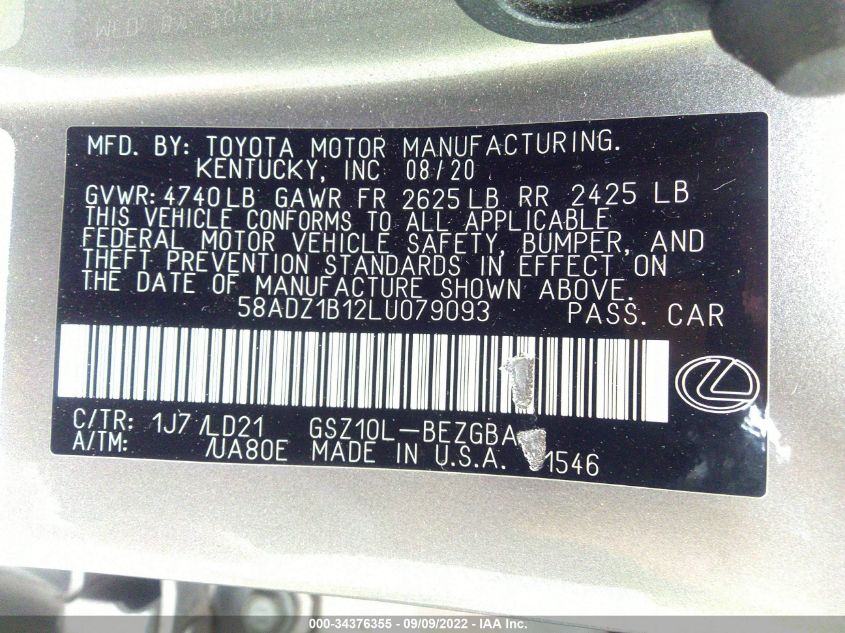 MFD. BY: TOYOTA MOTOR MANUFACTURING.
KENTUCKY, INC 08/20
GVWR: 4740LB GAWR FR 2625LB RR 2425 LB
THIS VEHICLE CONFORMS TO ALL APPLICABLE
FEDERAL MOTOR VEHICLE SAFETY, BUMPER, AND
THEFT PREVENTION STANDARDS IN EFFECT ON
THE DATE OF MANUFACTURE SHOWN ABOVE.
58ADZ1B12LU079093 PASS. CAR
C/TR: 1J7 /LD21 GSZ10L-BEZGBA
A/TM: /UA80E MADE IN U.S.A. 1546
000-34376355 - 09/09/2022 - IAA Inc.